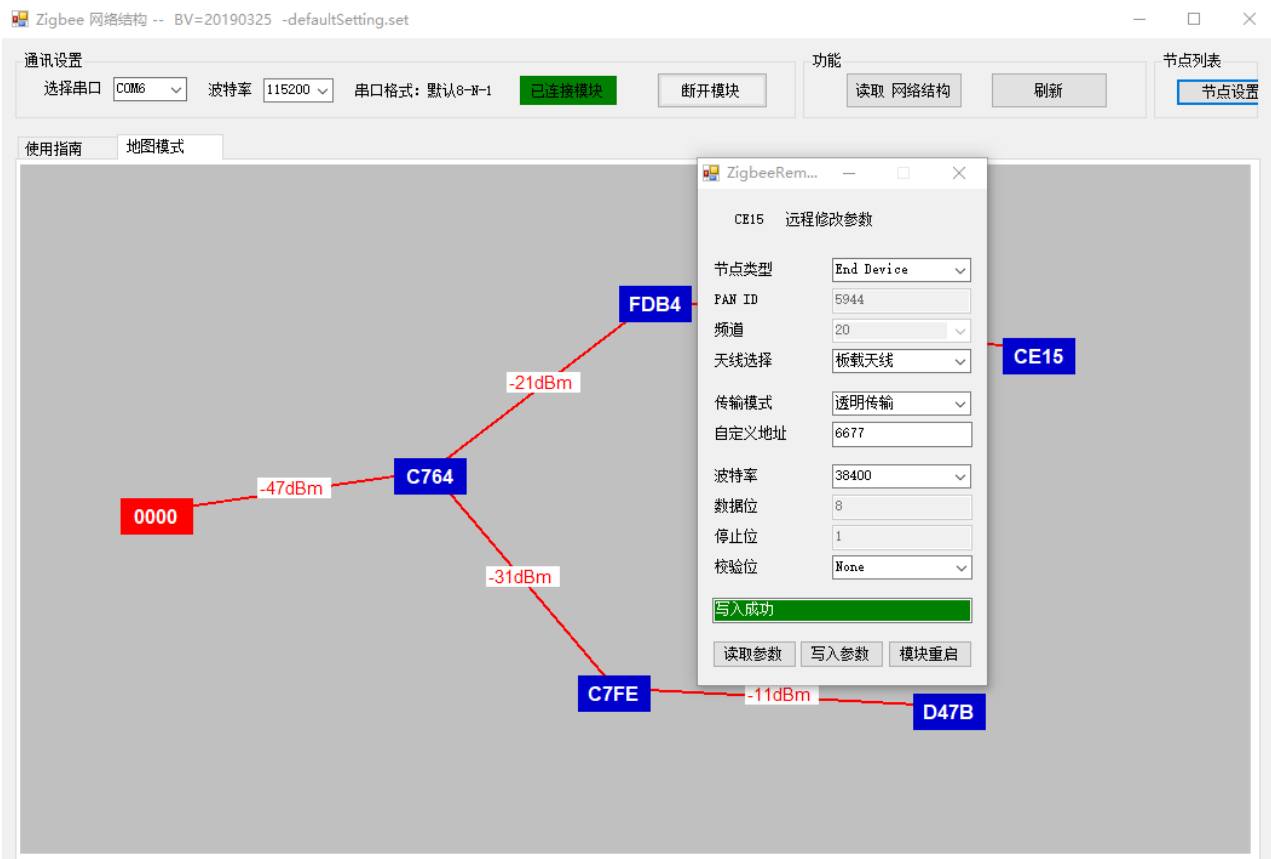 Zigbee 网络结构 -- BV=20190325 -defaultSetting.set
通讯设置
选择串口 COM6 波特率 115200 串口格式: 默认8-N-1 已连接模块 断开模块
功能
读取 网络结构 刷新
节点列表
节点设置
使用指南 地图模式
ZigbeeRem...
CE15 远程修改参数
节点类型 End Device
PAN ID 5944
频道 20
天线选择 板载天线
传输模式 透明传输
自定义地址 6677
波特率 38400
数据位 8
停止位 1
校验位 None
写入成功
读取参数 写入参数 模块重启
FDB4
CE15
-21dBm
C764
-47dBm
0000
-31dBm
C7FE
-11dBm
D47B